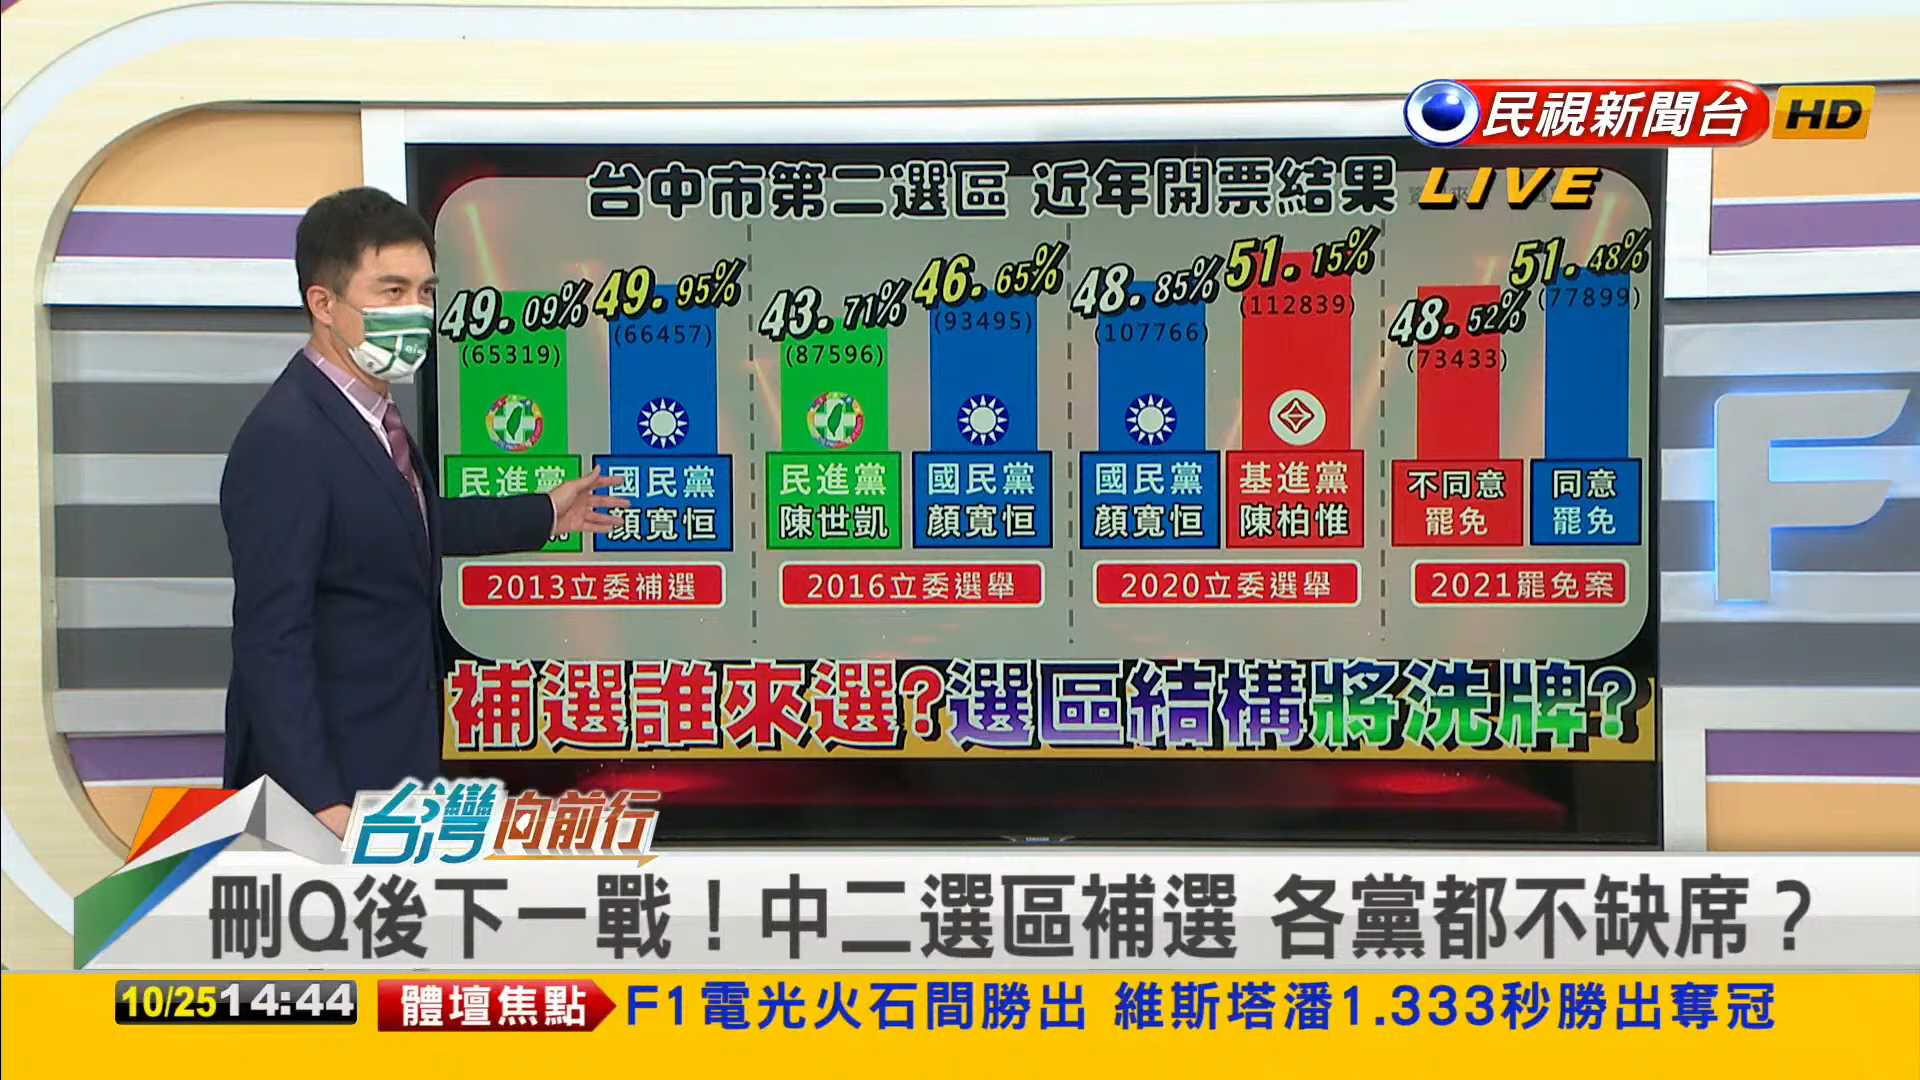 民視新聞台 HD
LIVE
台中市第二選區 近年開票結果
49.09% 49.95% 43.71% 46.65% 48.85% 51.15% 48.52% 51.48%
(65319) (66457) (87596) (93495) (107766) (112839) (73433) (77899)
民進黨 國民黨 民進黨 國民黨 國民黨 基進黨 不同意 同意
顏寬恒 陳世凱 顏寬恒 顏寬恒 陳柏惟 罷免 罷免
2013立委補選 2016立委選舉 2020立委選舉 2021罷免案
補選誰來選?選區結構將洗牌?
F
台灣向前行
刪Q後下一戰!中二選區補選 各黨都不缺席?
10/25 14:44 體壇焦點 F1電光火石間勝出 維斯塔潘1.333秒勝出奪冠